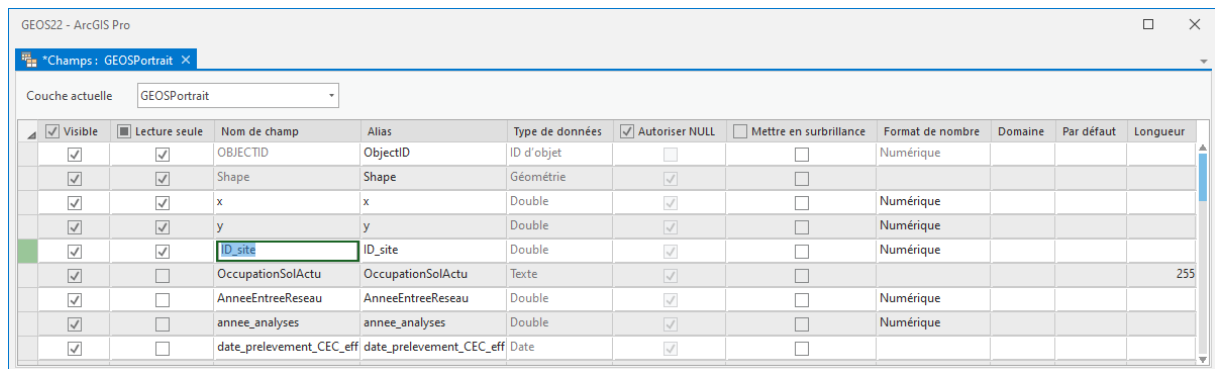 GEOS22 - ArcGIS Pro
*Champs : GEOSPortrait
Couche actuelle GEOSPortrait
Visible Lecture seule Nom de champ Alias Type de données Autoriser NULL Mettre en surbrillance Format de nombre Domaine Par défaut Longueur
OBJECTID ObjectID ID d'objet Numérique
Shape Shape Géométrie
x x Double Numérique
y y Double Numérique
ID_site ID_site Double Numérique
OccupationSolActu OccupationSolActu Texte 255
AnneeEntreeReseau AnneeEntreeReseau Double Numérique
annee_analyses annee_analyses Double Numérique
date_prelevement_CEC_eff date_prelevement_CEC_eff Date